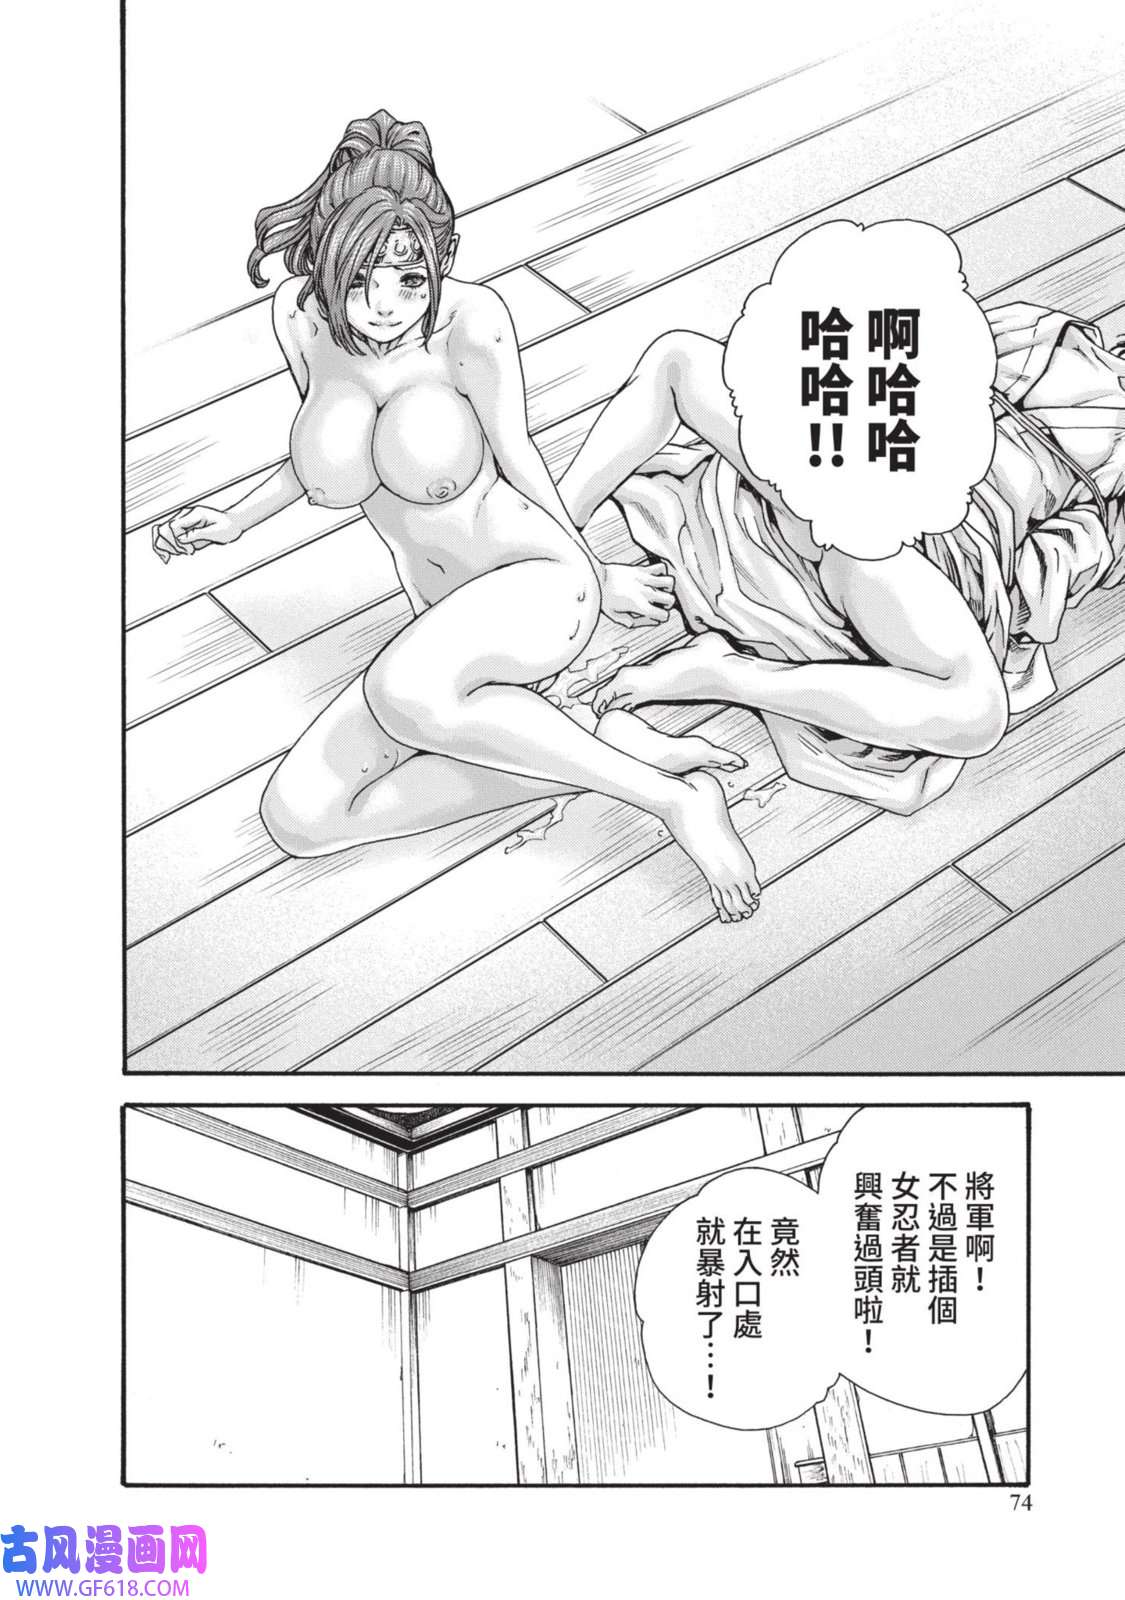 啊哈哈
哈哈!!
將軍啊！
不過是插個
女忍者就
興奮過頭啦！
竟然
在入口處
就暴射了…！
74
古风漫画网
WWW.GF618.COM